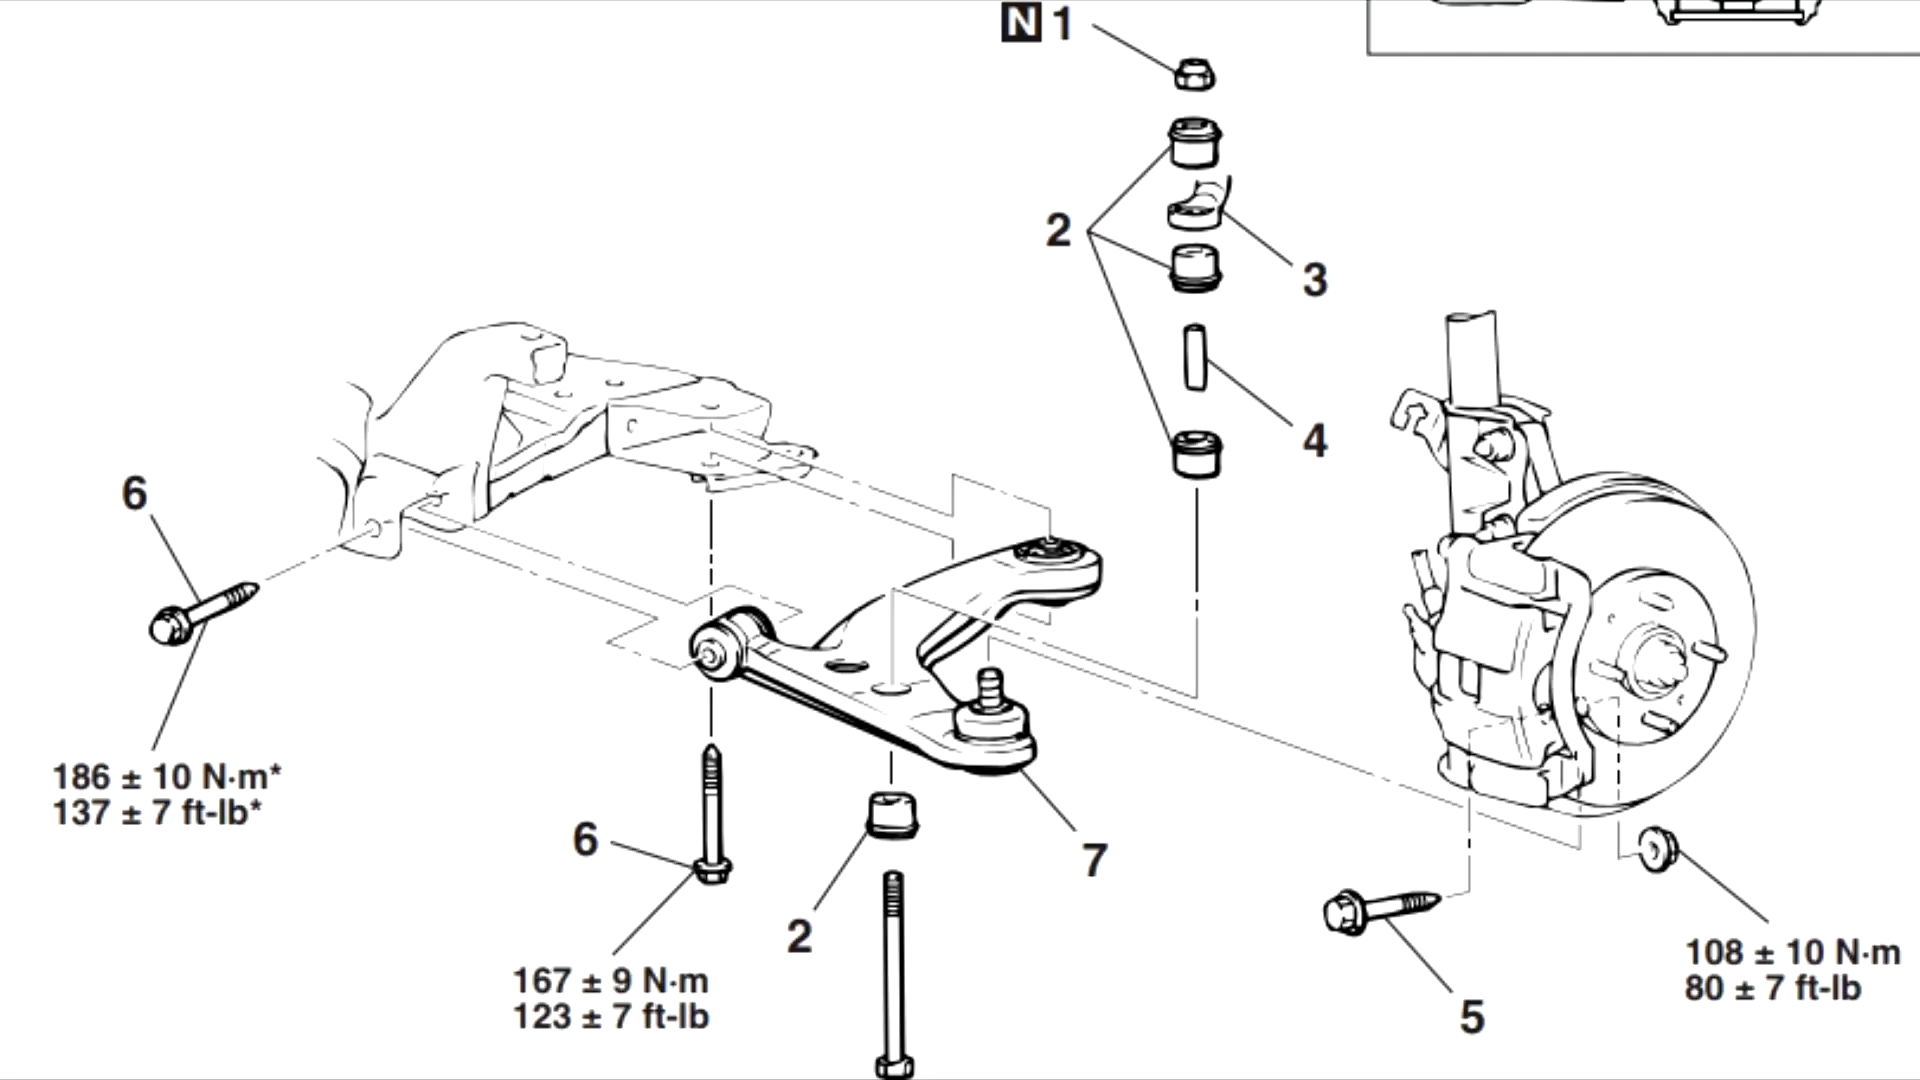 N 1
2
3
4
6
186 ± 10 N·m*
137 ± 7 ft-lb*
6
167 ± 9 N·m
123 ± 7 ft-lb
2
7
5
108 ± 10 N·m
80 ± 7 ft-lb